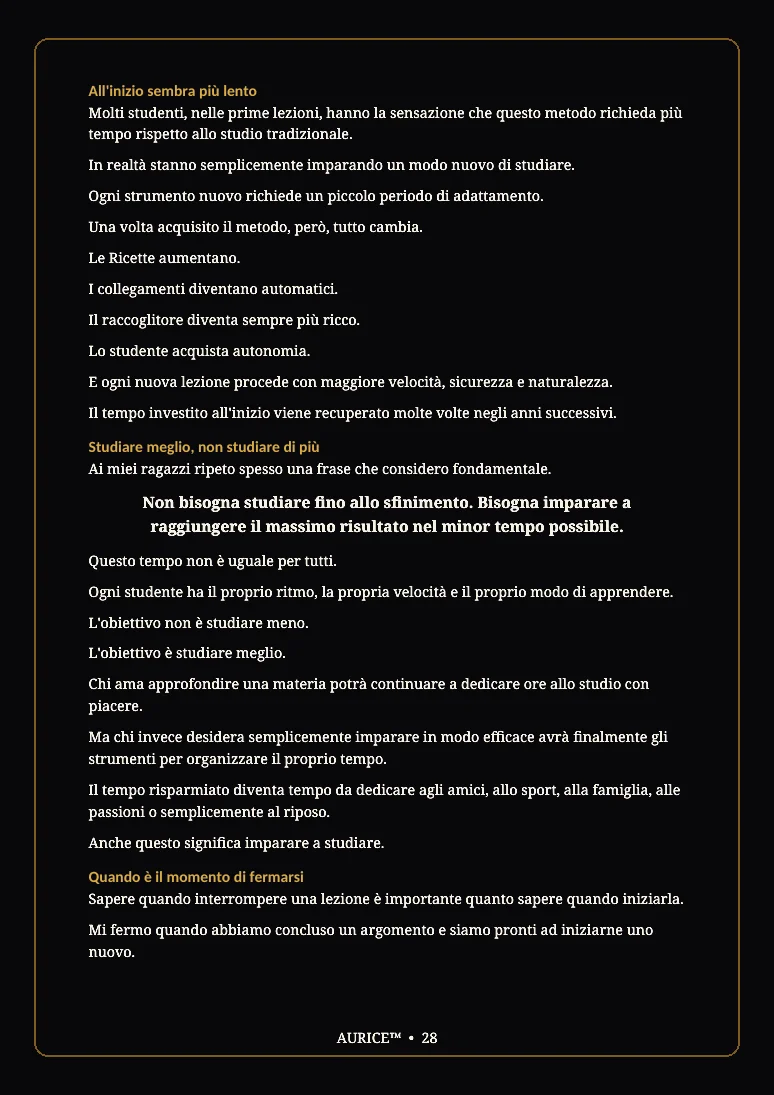 All'inizio sembra più lento
Molti studenti, nelle prime lezioni, hanno la sensazione che questo metodo richieda più
tempo rispetto allo studio tradizionale.
In realtà stanno semplicemente imparando un modo nuovo di studiare.
Ogni strumento nuovo richiede un piccolo periodo di adattamento.
Una volta acquisito il metodo, però, tutto cambia.
Le Ricette aumentano.
I collegamenti diventano automatici.
Il raccoglitore diventa sempre più ricco.
Lo studente acquista autonomia.
E ogni nuova lezione procede con maggiore velocità, sicurezza e naturalezza.
Il tempo investito all'inizio viene recuperato molte volte negli anni successivi.
Studiare meglio, non studiare di più
Ai miei ragazzi ripeto spesso una frase che considero fondamentale.
Non bisogna studiare fino allo sfinimento. Bisogna imparare a
raggiungere il massimo risultato nel minor tempo possibile.
Questo tempo non è uguale per tutti.
Ogni studente ha il proprio ritmo, la propria velocità e il proprio modo di apprendere.
L'obiettivo non è studiare meno.
L'obiettivo è studiare meglio.
Chi ama approfondire una materia potrà continuare a dedicare ore allo studio con
piacere.
Ma chi invece desidera semplicemente imparare in modo efficace avrà finalmente gli
strumenti per organizzare il proprio tempo.
Il tempo risparmiato diventa tempo da dedicare agli amici, allo sport, alla famiglia, alle
passioni o semplicemente al riposo.
Anche questo significa imparare a studiare.
Quando è il momento di fermarsi
Sapere quando interrompere una lezione è importante quanto sapere quando iniziarla.
Mi fermo quando abbiamo concluso un argomento e siamo pronti ad iniziarne uno
nuovo.
AURICE™ • 28